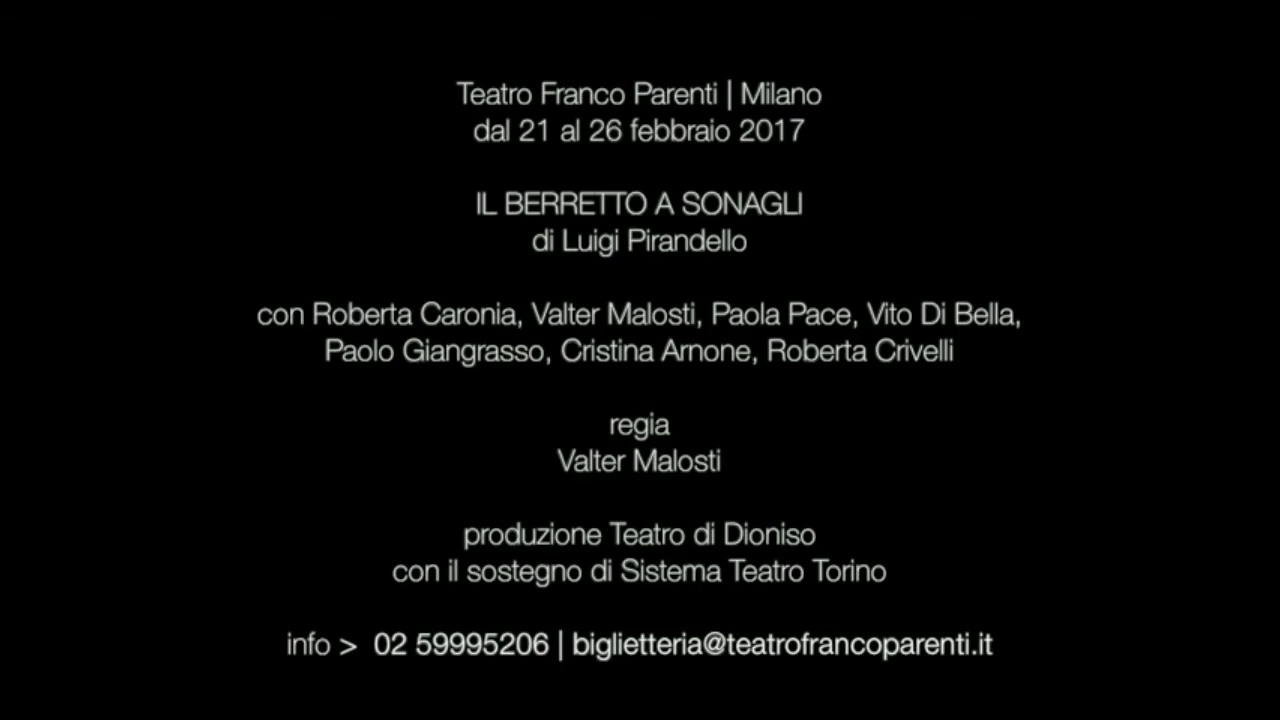 Teatro Franco Parenti | Milano
dal 21 al 26 febbraio 2017
IL BERRETTO A SONAGLI
di Luigi Pirandello
con Roberta Caronia, Valter Malosti, Paola Pace, Vito Di Bella,
Paolo Giangrasso, Cristina Arnone, Roberta Crivelli
regia
Valter Malosti
produzione Teatro di Dioniso
con il sostegno di Sistema Teatro Torino
info > 02 59995206 | biglietteria@teatrofrancoparenti.it